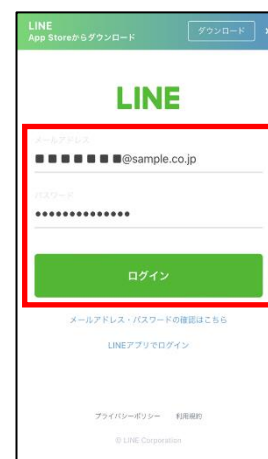 LINE
App Storeからダウンロード
ダウンロード
LINE
メールアドレス
■ ■ ■ ■ ■ ■ ■@sample.co.jp
パスワード
●●●●●●●●●●●●●●
ログイン
メールアドレス・パスワードの確認はこちら
LINEアプリでログイン
プライバシーポリシー 利用規約
© LINE Corporation